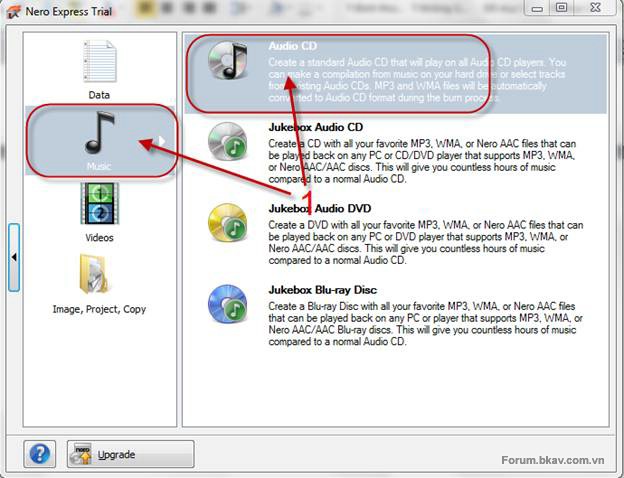 Nero Express Trial
Data
Music
Videos
Image, Project, Copy
Audio CD
Create a standard Audio CD that will play on all Audio CD players. You
can make a compilation from music on your hard drive or select tracks
from existing Audio CDs. MP3 and WMA files will be automatically
converted to Audio CD format during the burn process.
Jukebox Audio CD
Create a CD with all your favorite MP3, WMA, or Nero AAC files that can
be played back on any PC or CD/DVD player that supports MP3, WMA,
or Nero AAC/AAC discs. This will give you countless hours of music
compared to a normal Audio CD.
1
Jukebox Audio DVD
Create a DVD with all your favorite MP3, WMA, or Nero AAC files that
can be played back on any PC or DVD player that supports MP3, WMA, or
Nero AAC/AAC discs. This will give you countless hours of music
compared to a normal Audio CD.
Jukebox Blu-ray Disc
Create a Blu-ray Disc with all your favorite MP3, WMA, or Nero AAC files
that can be played back on any PC or player that supports MP3, WMA, or
Nero AAC/AAC Blu-ray discs. This will give you countless hours of music
compared to a normal Audio CD.
nero
Upgrade
Forum.bkav.com.vn